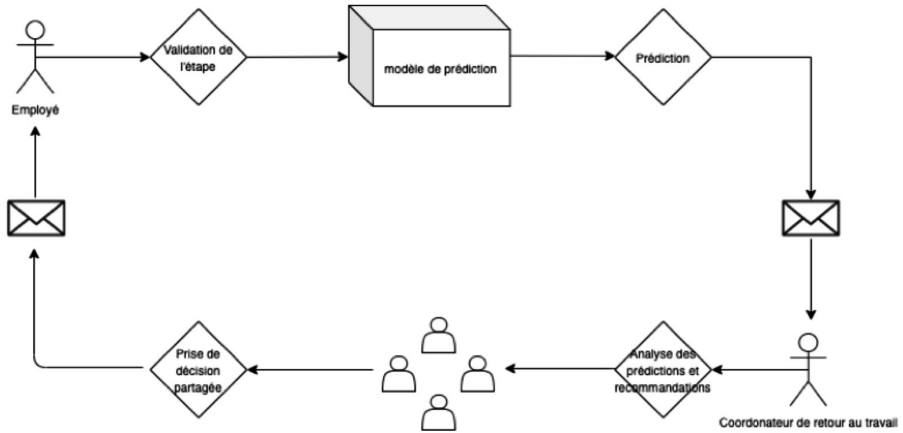 Employé
Validation de
l'étape
modèle de prédiction
Prédiction
Prise de
décision
partagée
Analyse des
prédictions et
recommandations
Coordonateur de retour au travail